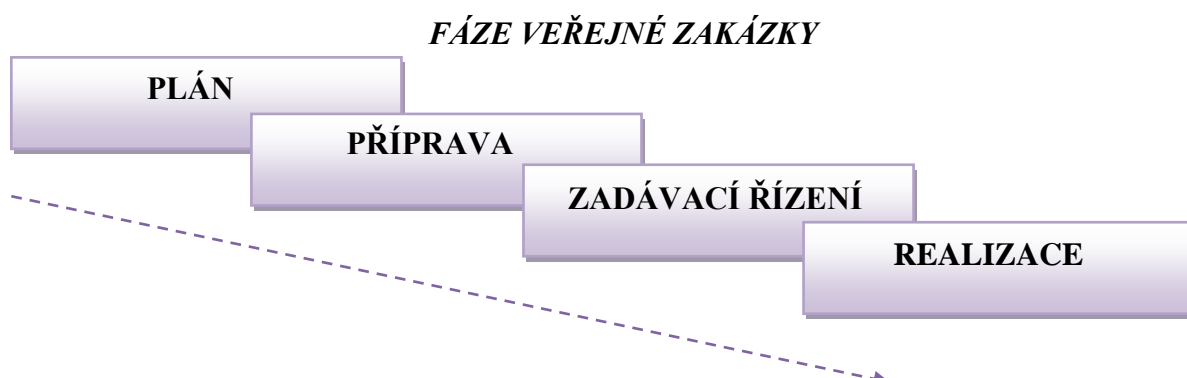 FÁZE VEŘEJNÉ ZAKÁZKY
PLÁN
PŘÍPRAVA
ZADÁVACÍ ŘÍZENÍ
REALIZACE